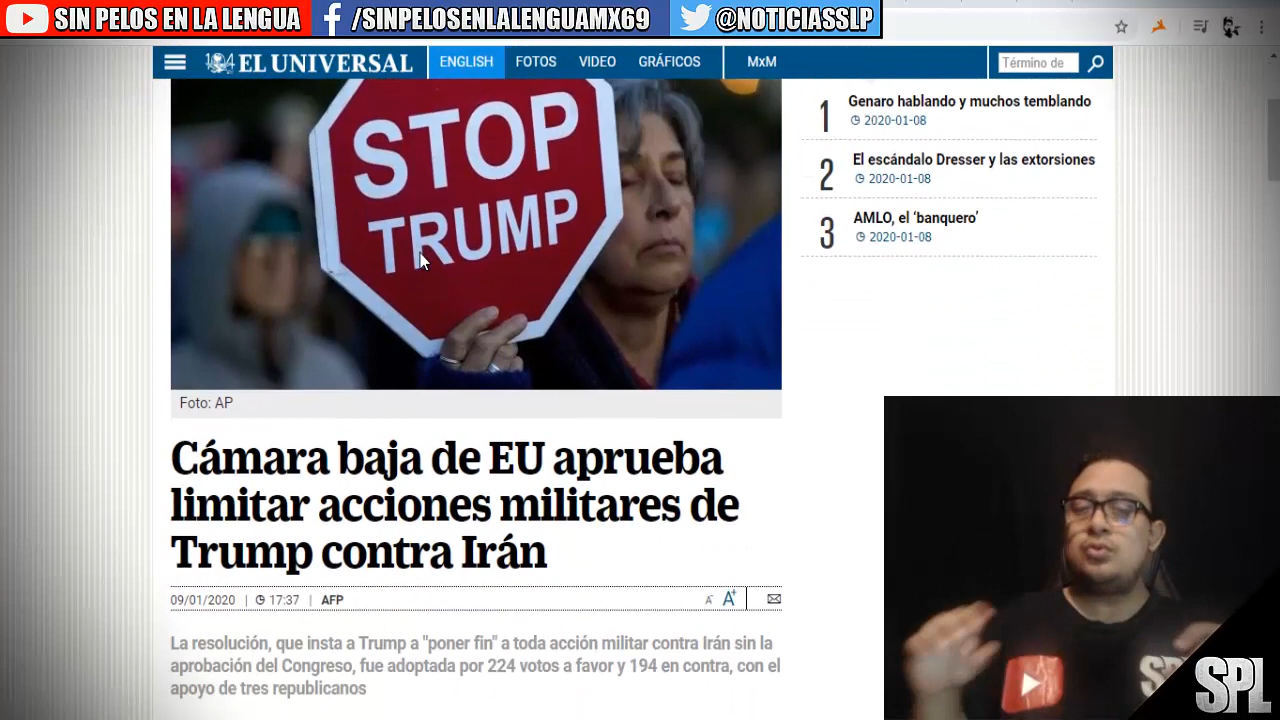 SIN PELOS EN LA LENGUA
/SINPELOSENLALENGUAMX69
@NOTICIASSLP
EL UNIVERSAL
ENGLISH
FOTOS
VIDEO
GRÁFICOS
MxM
Término de
STOP
TRUMP
1
Genaro hablando y muchos temblando
2020-01-08
2
El escándalo Dresser y las extorsiones
2020-01-08
3
AMLO, el ‘banquero’
2020-01-08
Foto: AP
Cámara baja de EU aprueba
limitar acciones militares de
Trump contra Irán
09/01/2020 | 17:37 | AFP
A- A+
La resolución, que insta a Trump a "poner fin" a toda acción militar contra Irán sin la
aprobación del Congreso, fue adoptada por 224 votos a favor y 194 en contra, con el
apoyo de tres republicanos
SPL
SPL